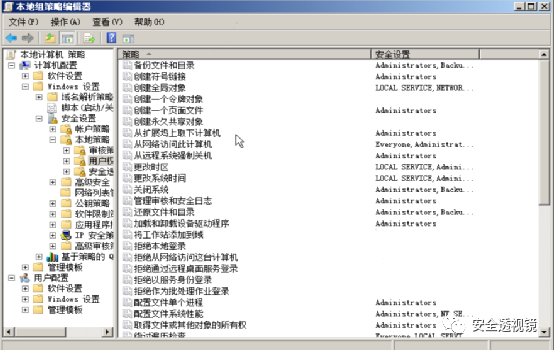 本地组策略编辑器
文件(F) 操作(A) 查看(V) 帮助(H)
本地计算机 策略
计算机配置
软件设置
Windows 设置
域名解析策略
脚本(启动/关
安全设置
帐户策略
本地策略
审核策
用户权
安全选
高级安全
网络列表管
公钥策略
软件限制策
应用程序控
IP 安全策
高级审核策
基于策略的 Q
管理模板
用户配置
软件设置
Windows 设置
管理模板
策略 安全设置
备份文件和目录 Administrators,Backu...
创建符号链接 Administrators
创建全局对象 LOCAL SERVICE,NETWOR...
创建一个令牌对象
创建一个页面文件 Administrators
创建永久共享对象
从扩展坞上取下计算机 Administrators
从网络访问此计算机 Everyone,Administrat...
从远程系统强制关机 Administrators
更改时区 LOCAL SERVICE,Admini...
更改系统时间 LOCAL SERVICE,Admini...
关闭系统 Administrators,Backu...
管理审核和安全日志 Administrators
还原文件和目录 Administrators,Backu...
加载和卸载设备驱动程序 Administrators
将工作站添加到域
拒绝本地登录
拒绝从网络访问这台计算机
拒绝通过远程桌面服务登录
拒绝以服务身份登录
拒绝作为批处理作业登录
配置文件单个进程 Administrators
配置文件系统性能 Administrators,NT SE...
取得文件或其他对象的所有权 Administrators
绕过遍历检查 Everyone,LOCAL SERV...
安全透视镜